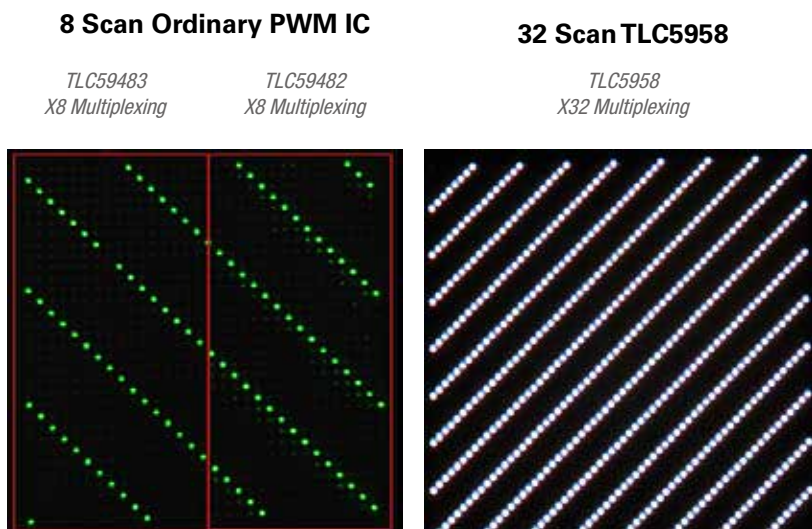 8 Scan Ordinary PWM IC
TLC59483
X8 Multiplexing
TLC59482
X8 Multiplexing
32 Scan TLC5958
TLC5958
X32 Multiplexing